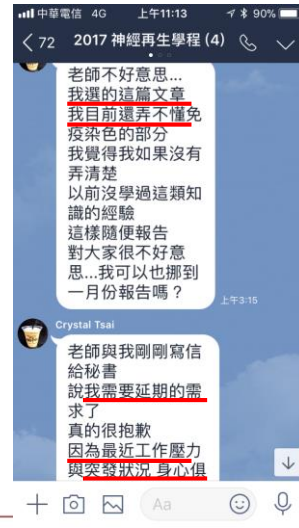 中華電信 4G 上午11:13 90%
72 2017 神經再生學程 (4)
老師不好意思...
我選的這篇文章
我目前還弄不懂免
疫染色的部分
我覺得我如果沒有
弄清楚
以前沒學過這類知
識的經驗
這樣隨便報告
對大家很不好意
思...我可以也挪到
一月份報告嗎？
上午3:15
Crystal Tsai
老師與我剛剛寫信
給秘書
說我需要延期的需
求了
真的很抱歉
因為最近工作壓力
與突發狀況 身心俱
Aa